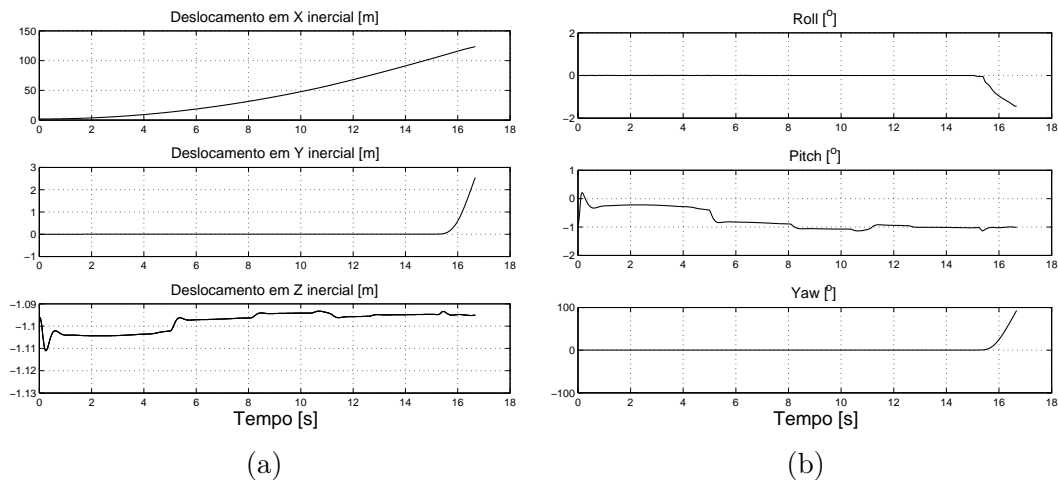 Deslocamento em X inercial [m]
150
100
50
0
0 2 4 6 8 10 12 14 16 18
Deslocamento em Y inercial [m]
3
2
1
0
−1
0 2 4 6 8 10 12 14 16 18
Deslocamento em Z inercial [m]
−1.09
−1.1
−1.11
−1.12
−1.13
0 2 4 6 8 10 12 14 16 18
Tempo [s]
(a)
Roll [o]
2
0
−2
0 2 4 6 8 10 12 14 16 18
Pitch [o]
1
0
−1
−2
0 2 4 6 8 10 12 14 16 18
Yaw [o]
100
0
−100
0 2 4 6 8 10 12 14 16 18
Tempo [s]
(b)